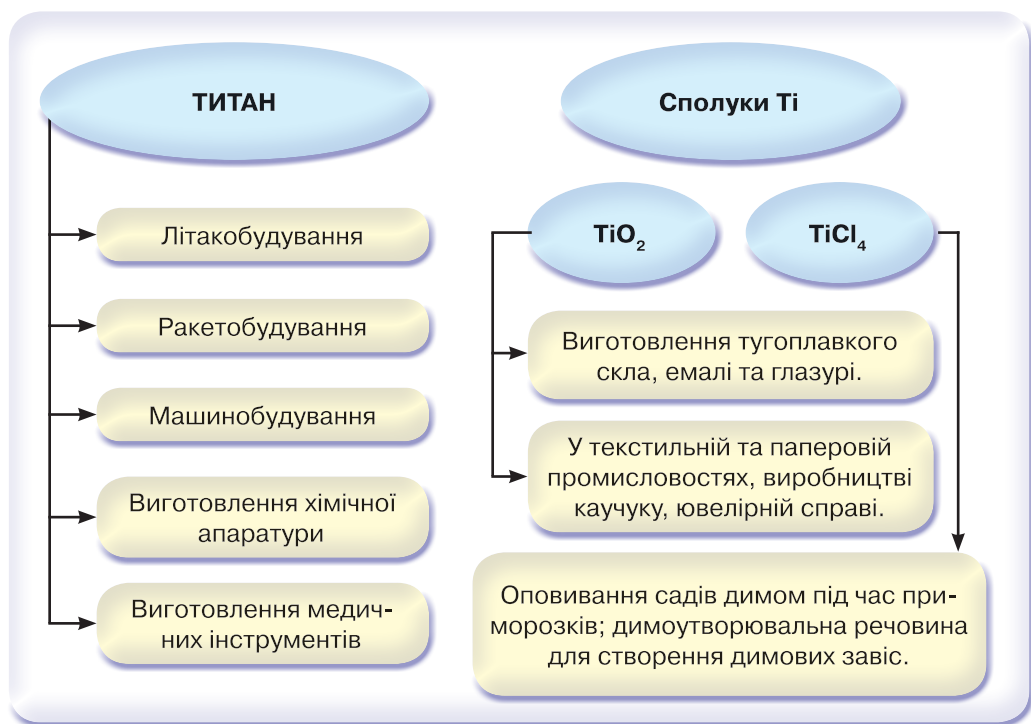 ТИТАН
Літакобудування
Ракетобудування
Машинобудування
Виготовлення хімічної
апаратури
Виготовлення медич-
них інструментів
Сполуки Ti
TiO₂
TiCl₄
Виготовлення тугоплавкого
скла, емалі та глазурі.
У текстильній та паперовій
промисловостях, виробництві
каучуку, ювелірній справі.
Оповивання садів димом під час при-
морозків; димоутворювальна речовина
для створення димових завіс.